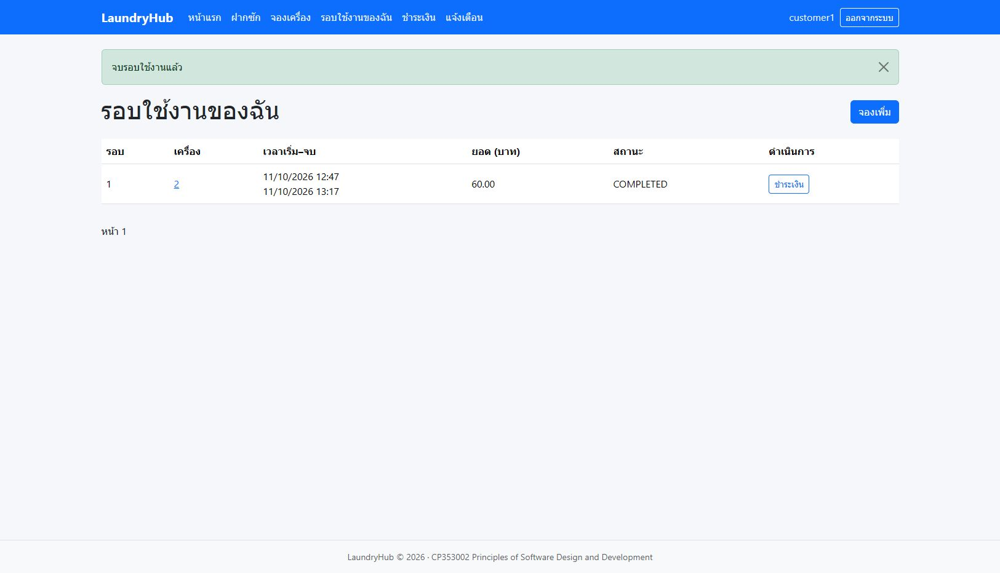 LaundryHub หน้าแรก ฝากซัก จองเครื่อง รอบใช้งานของฉัน ชำระเงิน แจ้งเตือน customer1 ออกจากระบบ
จบรอบใช้งานแล้ว
รอบใช้งานของฉัน จองเพิ่ม
รอบ เครื่อง เวลาเริ่ม–จบ ยอด (บาท) สถานะ ดำเนินการ
1 2 11/10/2026 12:47 60.00 COMPLETED ชำระเงิน
11/10/2026 13:17
หน้า 1
LaundryHub © 2026 · CP353002 Principles of Software Design and Development